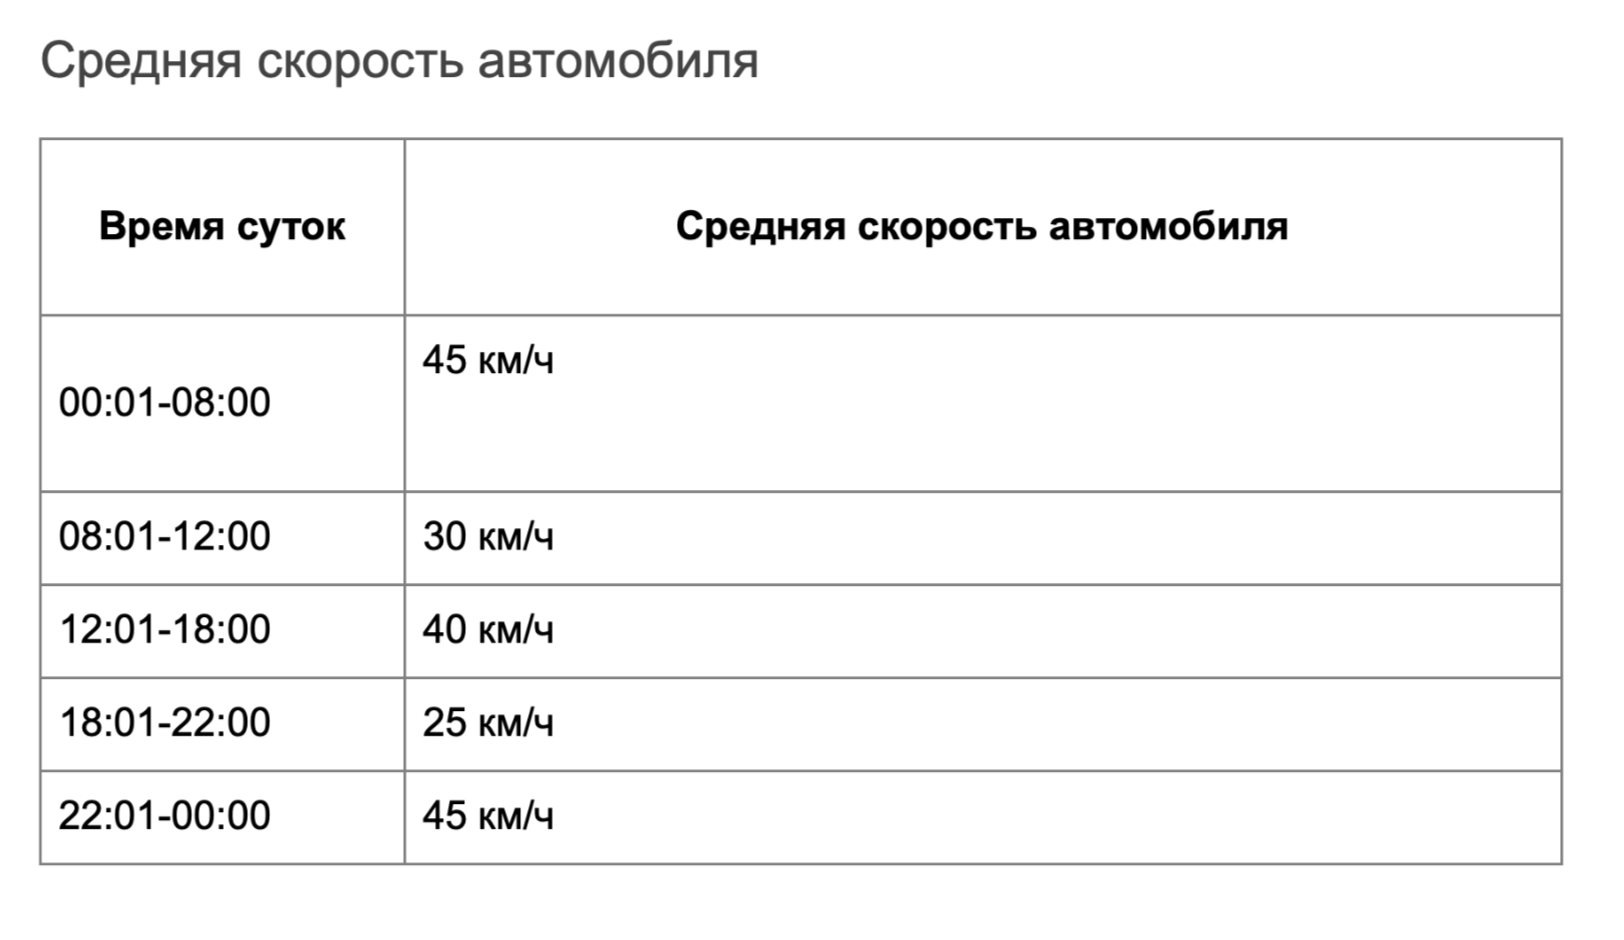 Средняя скорость автомобиля
Время суток Средняя скорость автомобиля
00:01-08:00 45 км/ч
08:01-12:00 30 км/ч
12:01-18:00 40 км/ч
18:01-22:00 25 км/ч
22:01-00:00 45 км/ч